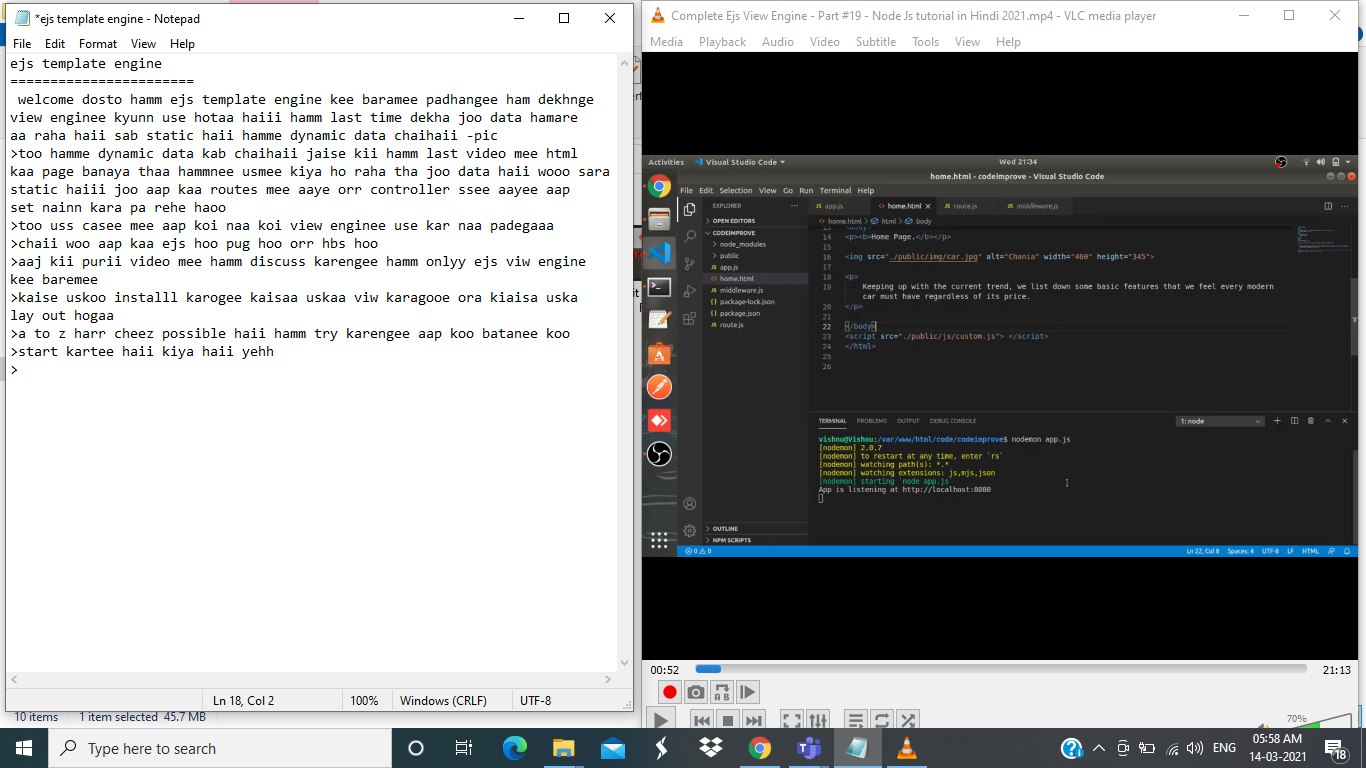 *ejs template engine - Notepad
File Edit Format View Help
ejs template engine
=======================
welcome dosto hamm ejs template engine kee baramee padhangee ham dekhnge
view enginee kyunn use hotaa haiii hamm last time dekha joo data hamare
aa raha haii sab static haii hamme dynamic data chaihaii -pic
>too hamme dynamic data kab chaihaii jaise kii hamm last video mee html
kaa page banaya thaa hammnee usmee kiya ho raha tha joo data haii wooo sara
static haiii joo aap kaa routes mee aaye orr controller ssee aayee aap
set nainn kara pa rehe haoo
>too uss casee mee aap koi naa koi view enginee use kar naa padegaaa
>chaii woo aap kaa ejs hoo pug hoo orr hbs hoo
>aaj kii purii video mee hamm discuss karengee hamm onlyy ejs viw engine
kee baremee
>kaise uskoo installl karogee kaisaa uskaa viw karagooe ora kiaisa uska
lay out hogaa
>a to z harr cheez possible haii hamm try karengee aap koo batanee koo
>start kartee haii kiya haii yehh
>
Ln 18, Col 2 100% Windows (CRLF) UTF-8
10 items 1 item selected 45.7 MB
Complete Ejs View Engine - Part #19 - Node Js tutorial in Hindi 2021.mp4 - VLC media player
Media Playback Audio Video Subtitle Tools View Help
Activities Visual Studio Code Wed 21:34
home.html - codeimprove - Visual Studio Code
File Edit Selection View Go Run Terminal Help
EXPLORER
OPEN EDITORS
CODEIMPROVE
node_modules
public
app.js
home.html
middleware.js
package-lock.json
package.json
route.js
OUTLINE
NPM SCRIPTS
JS app.js home.html JS route.js JS middleware.js
home.html > html > body
13 <body>
14 <p><b>Home Page.</b></p>
15
16 <img src="./public/img/car.jpg" alt="Chania" width="460" height="345">
17
18 <p>
19 Keeping up with the current trend, we list down some basic features that we feel every modern
car must have regardless of its price.
20 </p>
21
22 </body>
23 <script src="./public/js/custom.js"> </script>
24 </html>
25
26
TERMINAL PROBLEMS OUTPUT DEBUG CONSOLE 1: node
vishnu@Vishnu:/var/www/html/code/codeimprove$ nodemon app.js
[nodemon] 2.0.7
[nodemon] to restart at any time, enter `rs`
[nodemon] watching path(s): *.*
[nodemon] watching extensions: js,mjs,json
[nodemon] starting `node app.js`
App is listening at http://localhost:8080
0 0 Ln 22, Col 8 Spaces: 4 UTF-8 LF HTML
00:52 21:13
A B
70%
Type here to search
ENG
05:58 AM
14-03-2021
18